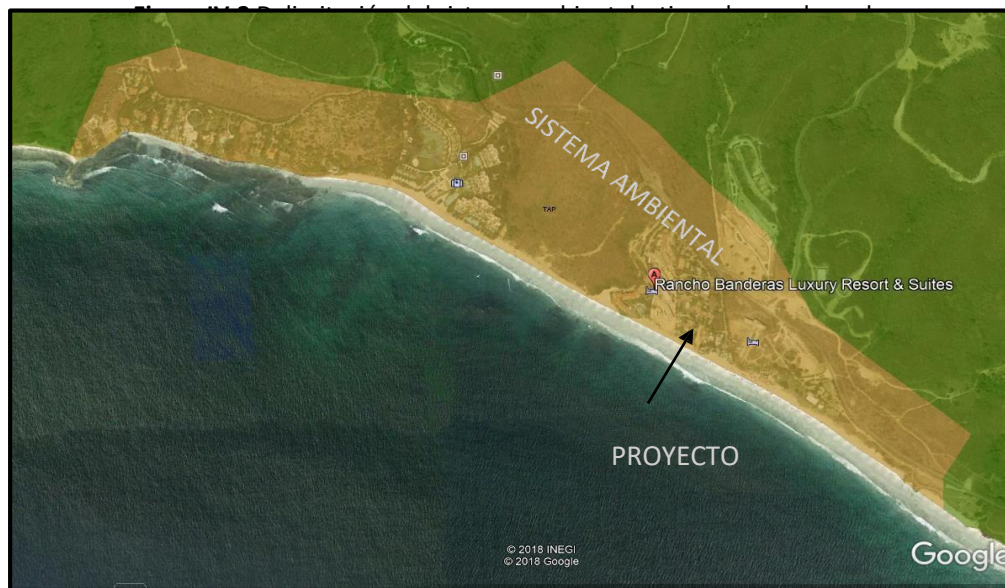 SISTEMA AMBIENTAL
TAP
A
Rancho Banderas Luxury Resort & Suites
PROYECTO
© 2018 INEGI
© 2018 Google
Google